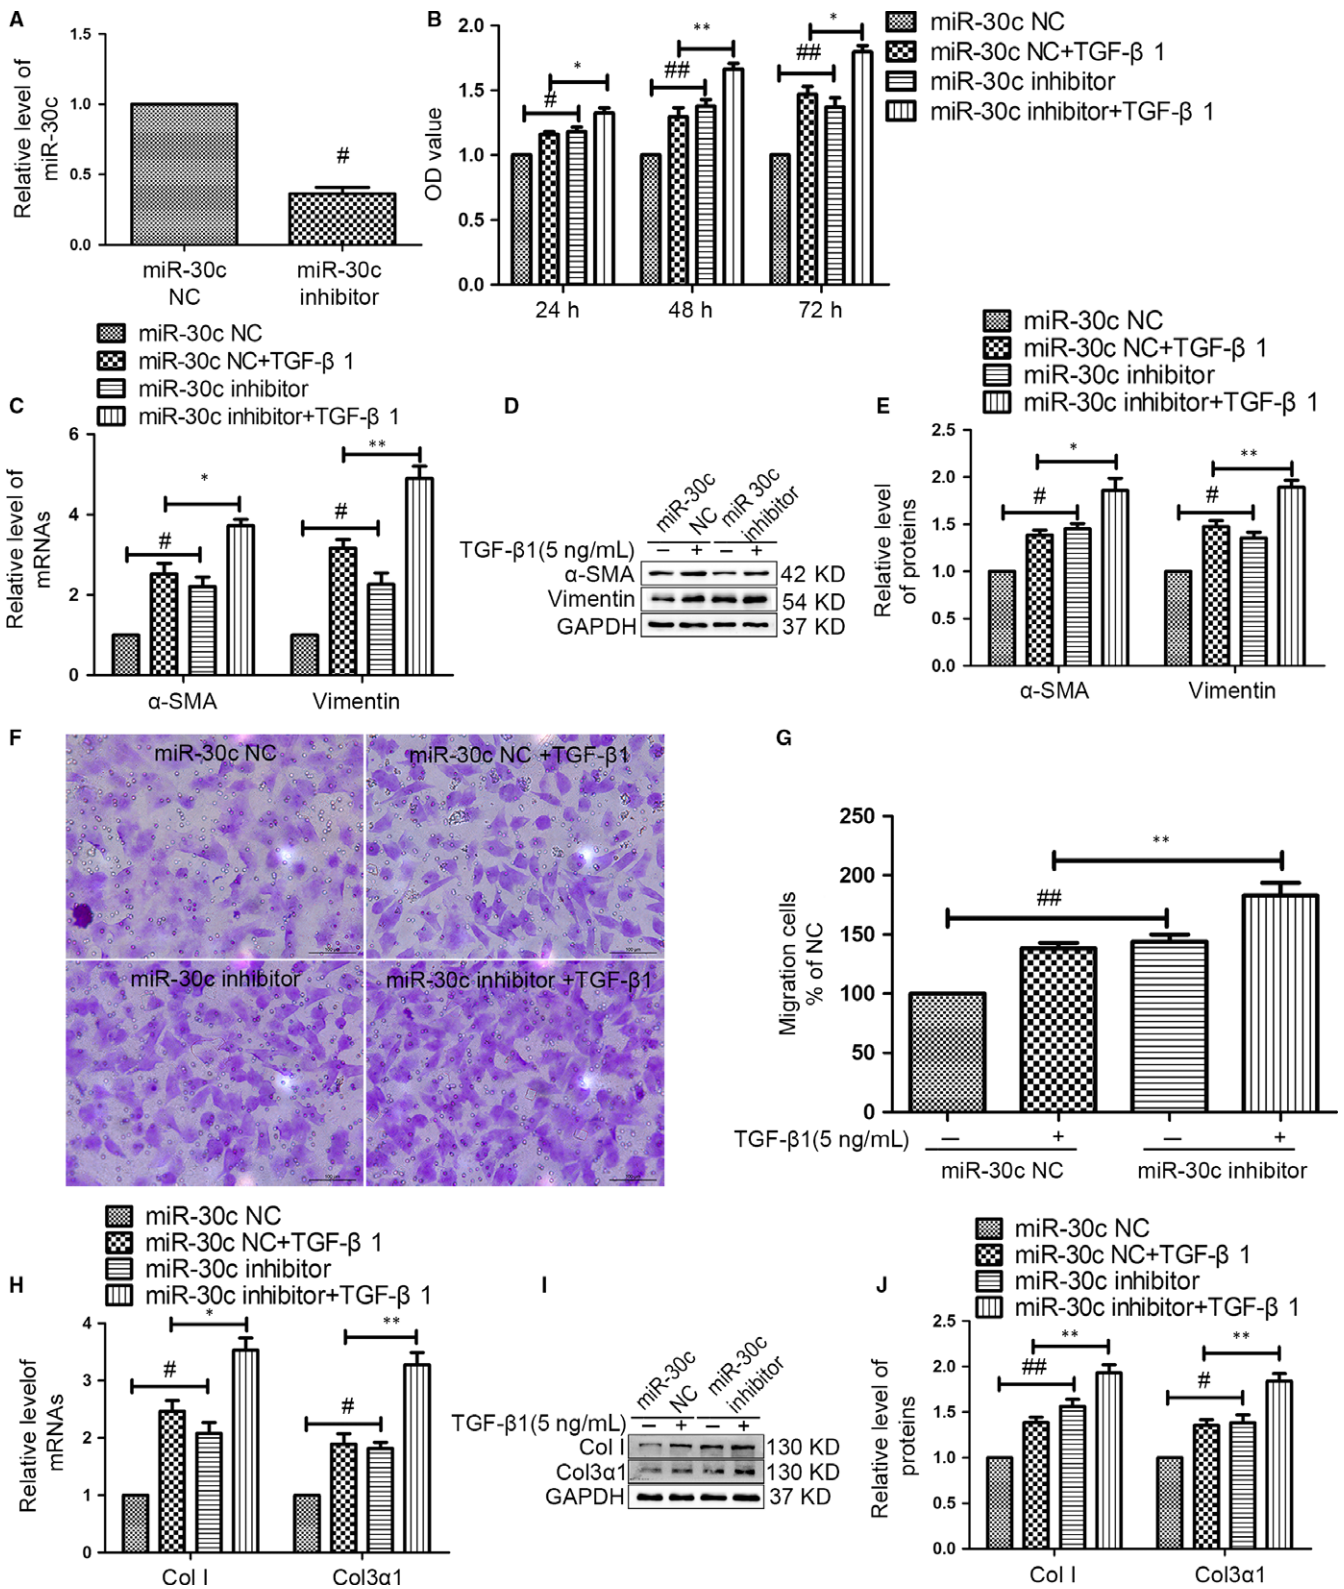 A
Relative level of
miR-30c
1.5
1.0
0.5
0.0
#
miR-30c
NC
miR-30c
inhibitor
B
OD value
2.0
1.5
1.0
0.5
0.0
#
*
##
**
##
*
24 h
48 h
72 h
miR-30c NC
miR-30c NC+TGF-β 1
miR-30c inhibitor
miR-30c inhibitor+TGF-β 1
C
miR-30c NC
miR-30c NC+TGF-β 1
miR-30c inhibitor
miR-30c inhibitor+TGF-β 1
Relative level of
mRNAs
6
4
2
0
#
*
#
**
α-SMA
Vimentin
D
miR-30c
NC
miR 30c
inhibitor
TGF-β1(5 ng/mL)
– + – +
α-SMA 42 KD
Vimentin 54 KD
GAPDH 37 KD
E
miR-30c NC
miR-30c NC+TGF-β 1
miR-30c inhibitor
miR-30c inhibitor+TGF-β 1
Relative level
of proteins
2.5
2.0
1.5
1.0
0.5
0.0
#
*
#
**
α-SMA
Vimentin
F
miR-30c NC
miR-30c NC +TGF-β1
miR-30c inhibitor
miR-30c inhibitor +TGF-β1
100 μm
100 μm
100 μm
G
Migration cells
% of NC
250
200
150
100
50
0
##
**
TGF-β1(5 ng/mL) — + — +
miR-30c NC
miR-30c inhibitor
H
miR-30c NC
miR-30c NC+TGF-β 1
miR-30c inhibitor
miR-30c inhibitor+TGF-β 1
Relative levelof
mRNAs
4
3
2
1
0
#
*
#
**
Col I
Col3α1
I
miR-30c
NC
miR-30c
inhibitor
TGF-β1(5 ng/mL)
– + – +
Col I 130 KD
Col3α1 130 KD
GAPDH 37 KD
J
miR-30c NC
miR-30c NC+TGF-β 1
miR-30c inhibitor
miR-30c inhibitor+TGF-β 1
Relative level of
proteins
2.5
2.0
1.5
1.0
0.5
0.0
##
**
#
**
Col I
Col3α1